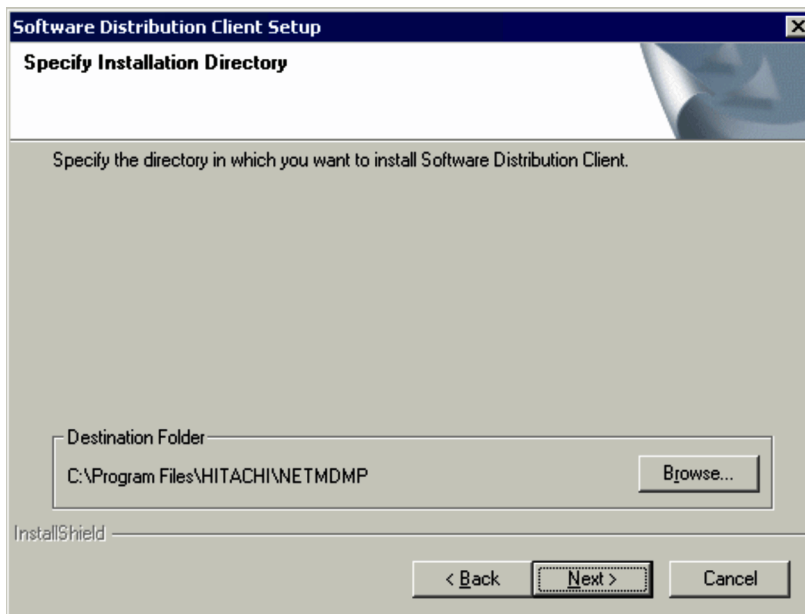 Software Distribution Client Setup
Specify Installation Directory
Specify the directory in which you want to install Software Distribution Client.
Destination Folder
C:\Program Files\HITACHI\NETMDMP
Browse...
InstallShield
< Back
Next >
Cancel